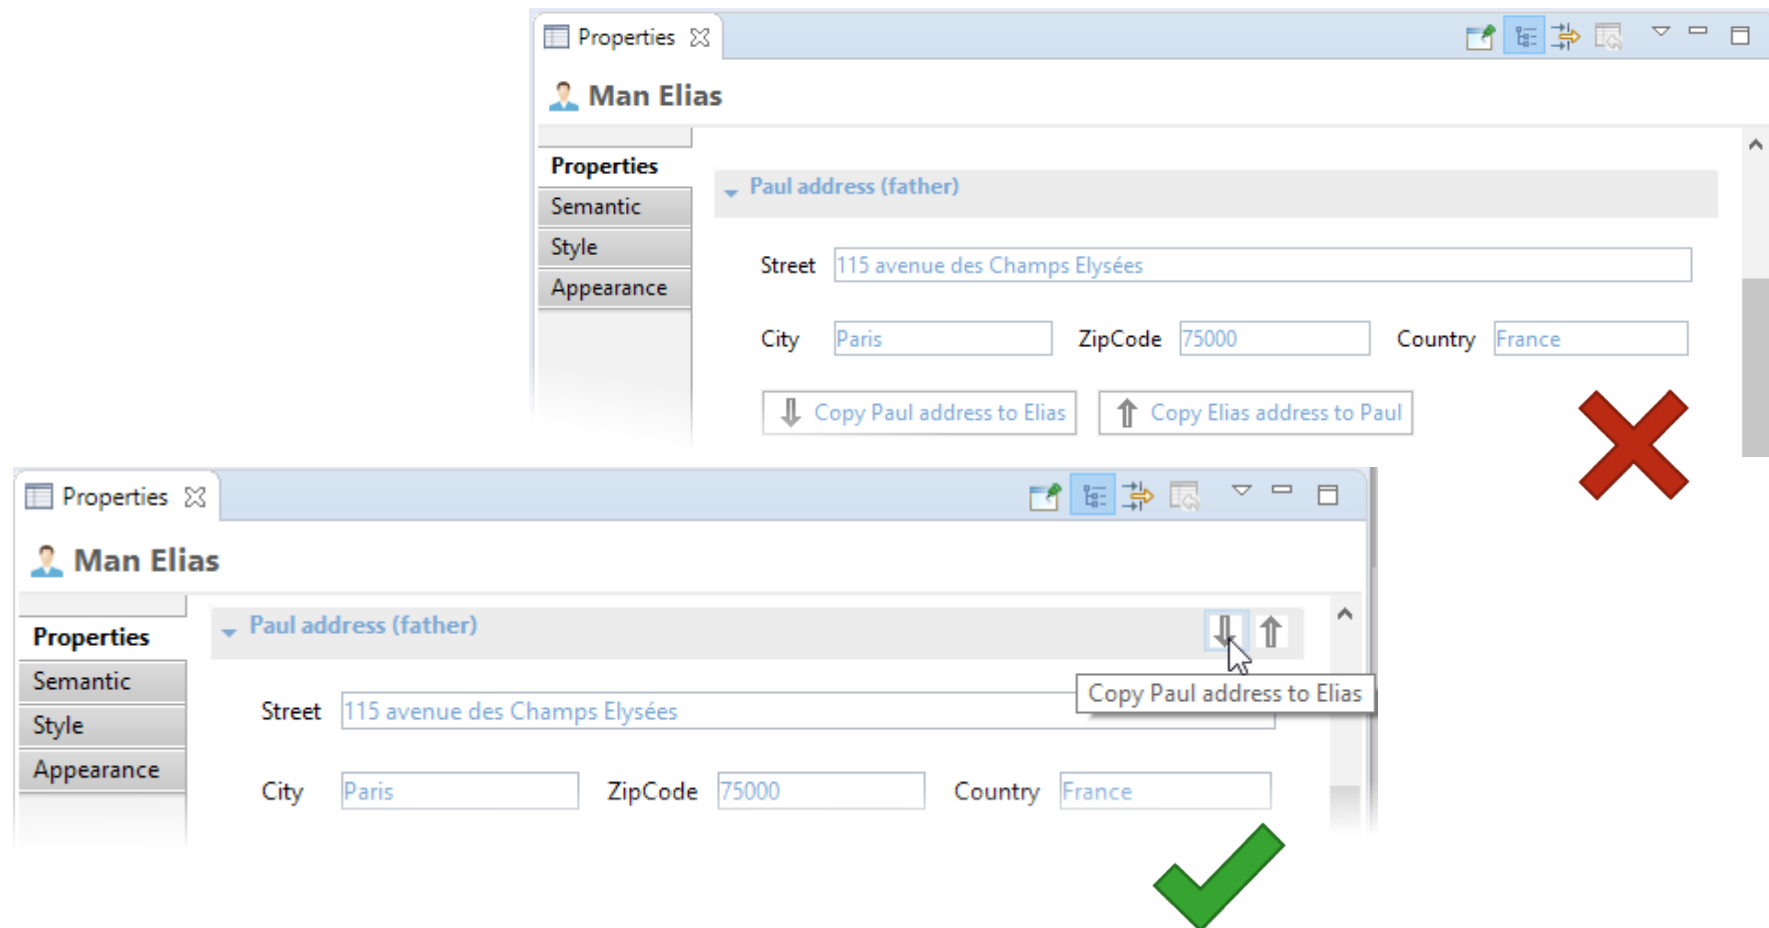 Properties
Man Elias
Properties
Semantic
Style
Appearance
Paul address (father)
Street 115 avenue des Champs Elysées
City Paris ZipCode 75000 Country France
Copy Paul address to Elias Copy Elias address to Paul
Properties
Man Elias
Properties
Semantic
Style
Appearance
Paul address (father)
Copy Paul address to Elias
Street 115 avenue des Champs Elysées
City Paris ZipCode 75000 Country France